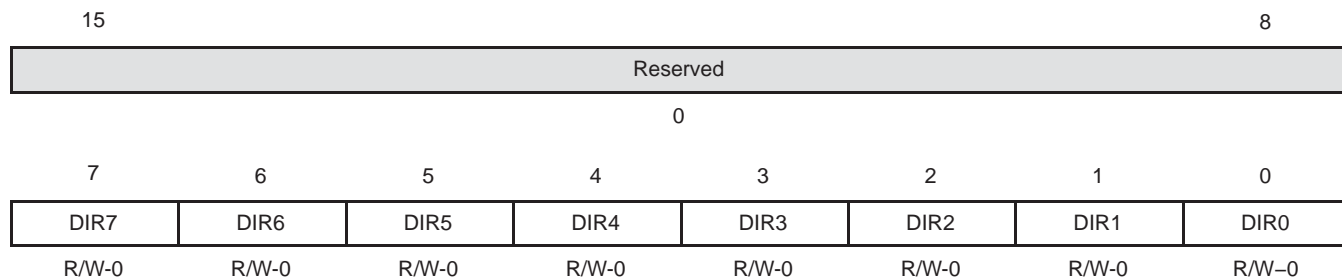 15 8
Reserved
0
7 6 5 4 3 2 1 0
DIR7 DIR6 DIR5 DIR4 DIR3 DIR2 DIR1 DIR0
R/W-0 R/W-0 R/W-0 R/W-0 R/W-0 R/W-0 R/W-0 R/W−0